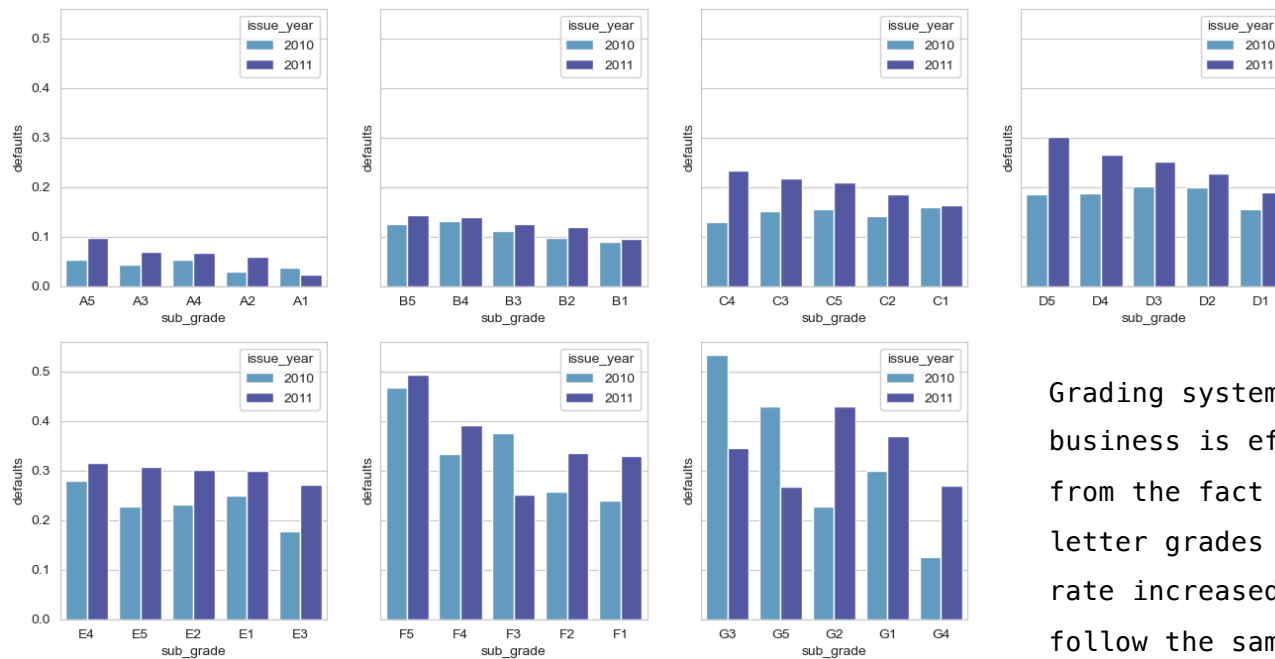 issue_year
2010
2011
0.5
0.4
0.3
0.2
0.1
0.0
defaults
A5 A3 A4 A2 A1
sub_grade
issue_year
2010
2011
defaults
B5 B4 B3 B2 B1
sub_grade
issue_year
2010
2011
defaults
C4 C3 C5 C2 C1
sub_grade
issue_year
2010
2011
defaults
D5 D4 D3 D2 D1
sub_grade
issue_year
2010
2011
0.5
0.4
0.3
0.2
0.1
0.0
defaults
E4 E5 E2 E1 E3
sub_grade
issue_year
2010
2011
defaults
F5 F4 F3 F2 F1
sub_grade
issue_year
2010
2011
defaults
G3 G5 G2 G1 G4
sub_grade
Grading system
business is ef
from the fact
letter grades
rate increased
follow the sam